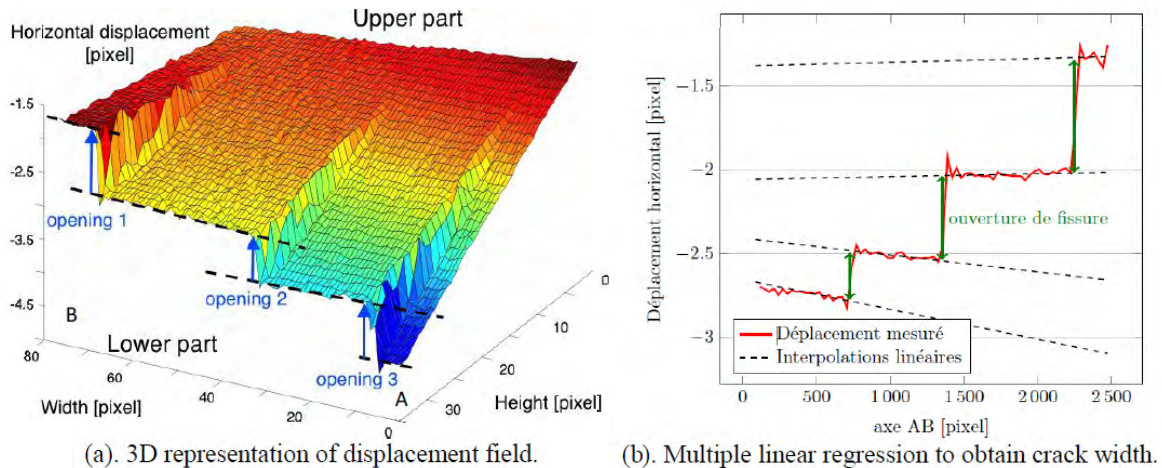 Upper part
Horizontal displacement
[pixel]
-1.5
-2.5
-3.5
-4.5
opening 1
opening 2
opening 3
B
A
Lower part
80
60
40
20
0
Width [pixel]
0
10
20
30
Height [pixel]
(a). 3D representation of displacement field.
Déplacement horizontal [pixel]
−1.5
−2
−2.5
−3
ouverture de fissure
Déplacement mesuré
Interpolations linéaires
0
500
1 000
1 500
2 000
2 500
axe AB [pixel]
(b). Multiple linear regression to obtain crack width.